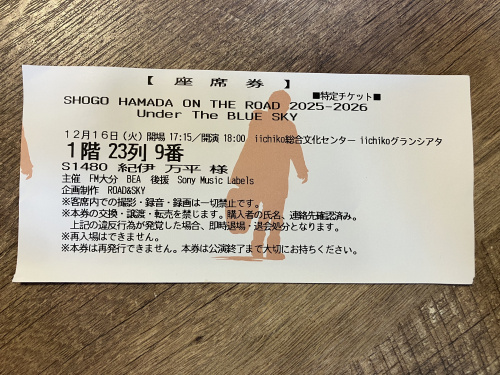 【 座 席 券 】
■特定チケット■
SHOGO HAMADA ON THE ROAD 2025-2026
Under The BLUE SKY
12月16日(火) 開場 17:15/開演 18:00 iichiko総合文化センター iichikoグランシアタ
1階 23列 9番
S1480 紀伊 万平 様
主催 FM大分 BEA 後援 Sony Music Labels
企画制作 ROAD&SKY
※客席内での撮影・録音・録画は一切禁止です。
※本券の交換・譲渡・転売を禁じます。購入者の氏名、連絡先確認済み。
上記の違反行為が発覚した場合、即時退場・退会処分となります。
※再入場はできません。
※本券は再発行できません。本券は公演終了まで大切にお持ちください。